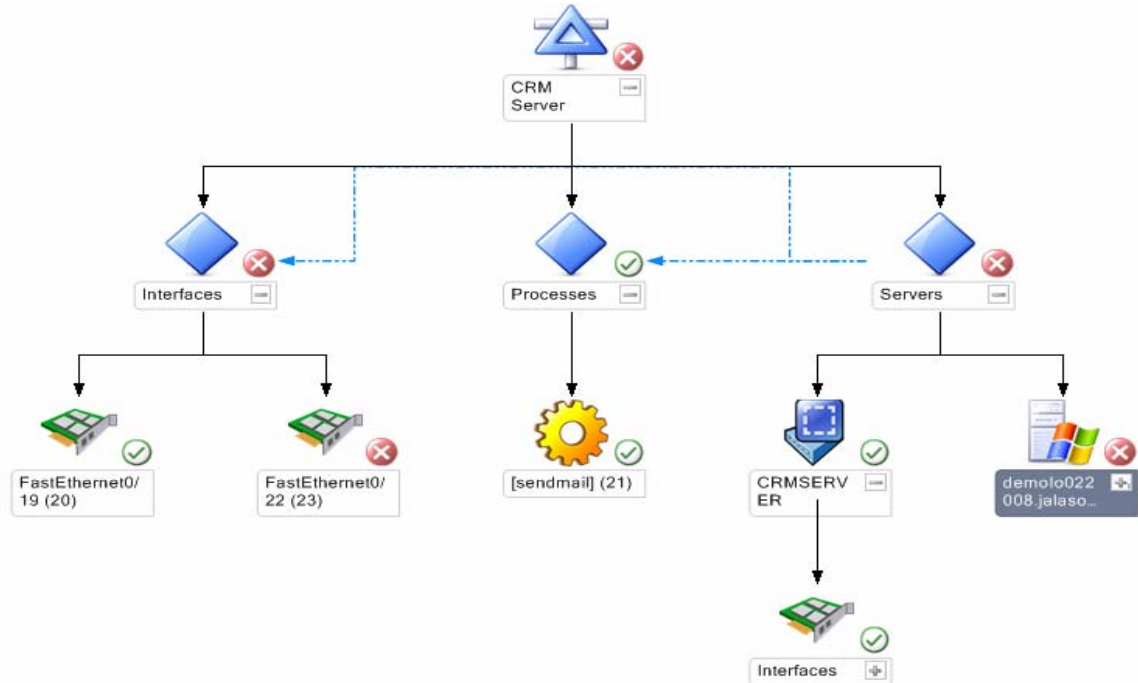 CRM
Server
Interfaces
Processes
Servers
FastEthernet0/
19 (20)
FastEthernet0/
22 (23)
[sendmail] (21)
CRMSERV
ER
demolo022
008.jalaso...
Interfaces